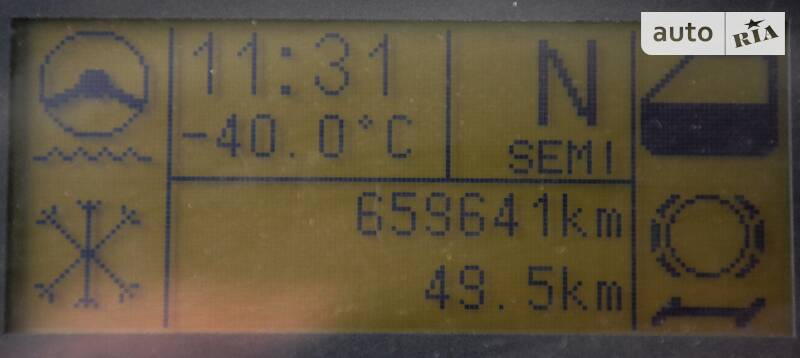 auto RIA
11:31
-40.0°C
N
SEMI
659641km
49.5km